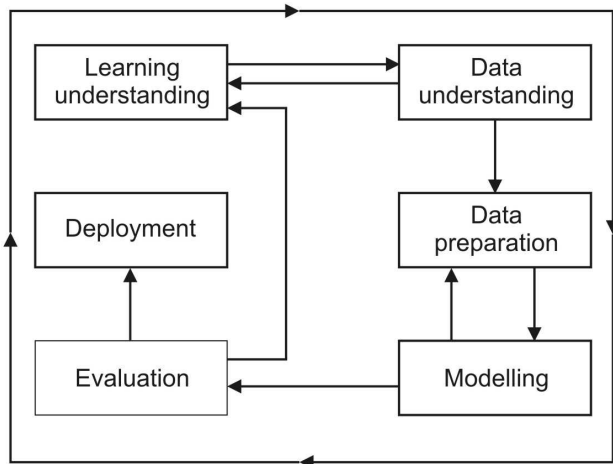 Learning
understanding
Data
understanding
Deployment
Data
preparation
Evaluation
Modelling